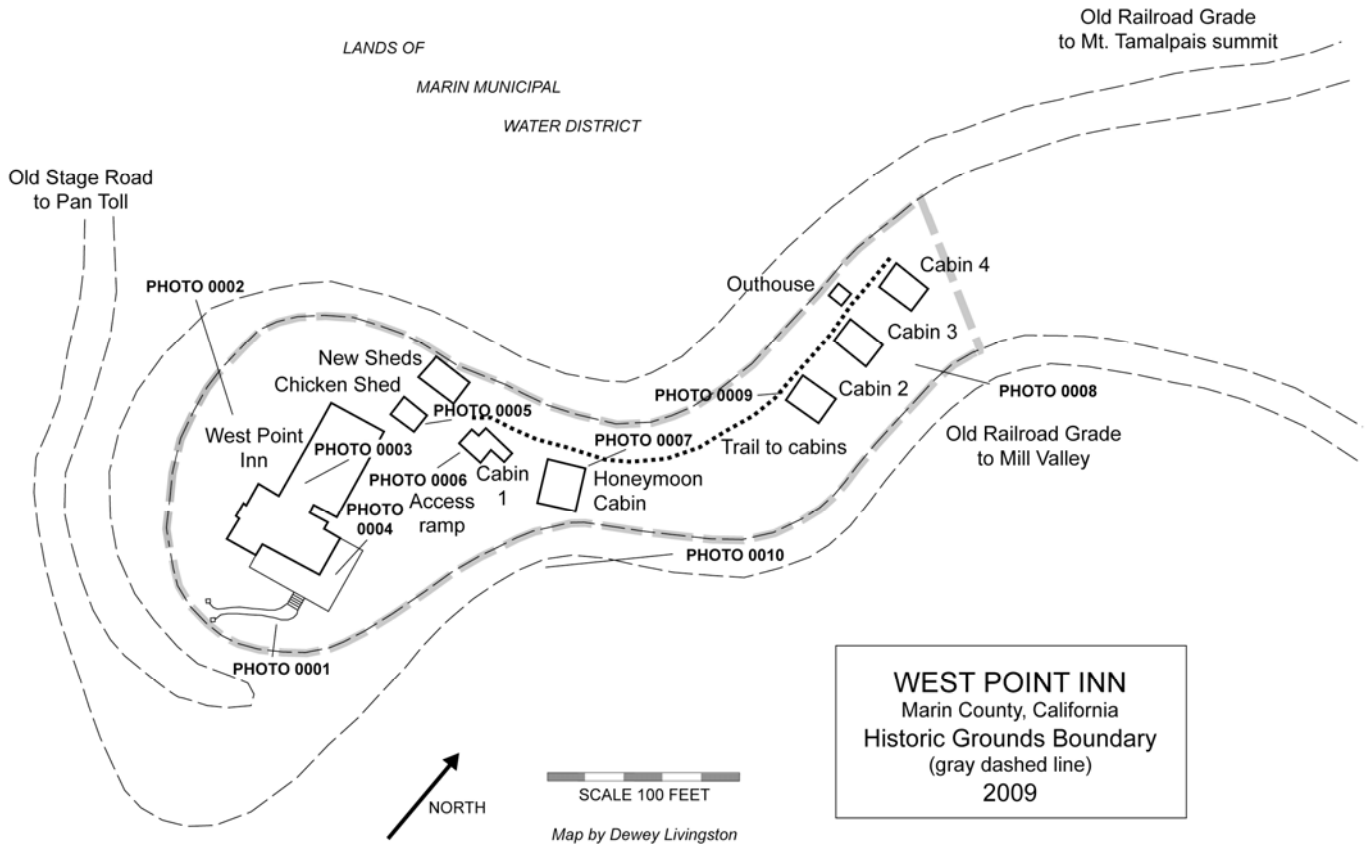 Old Railroad Grade
to Mt. Tamalpais summit
LANDS OF
MARIN MUNICIPAL
WATER DISTRICT
Old Stage Road
to Pan Toll
PHOTO 0002
Outhouse
Cabin 4
New Sheds
Chicken Shed
Cabin 3
PHOTO 0009
Cabin 2
PHOTO 0008
PHOTO 0005
West Point
Inn
PHOTO 0003
PHOTO 0007
Trail to cabins
Old Railroad Grade
to Mill Valley
PHOTO 0006
Cabin
1
Honeymoon
Cabin
Access
ramp
PHOTO
0004
PHOTO 0010
PHOTO 0001
WEST POINT INN
Marin County, California
Historic Grounds Boundary
(gray dashed line)
2009
NORTH
SCALE 100 FEET
Map by Dewey Livingston